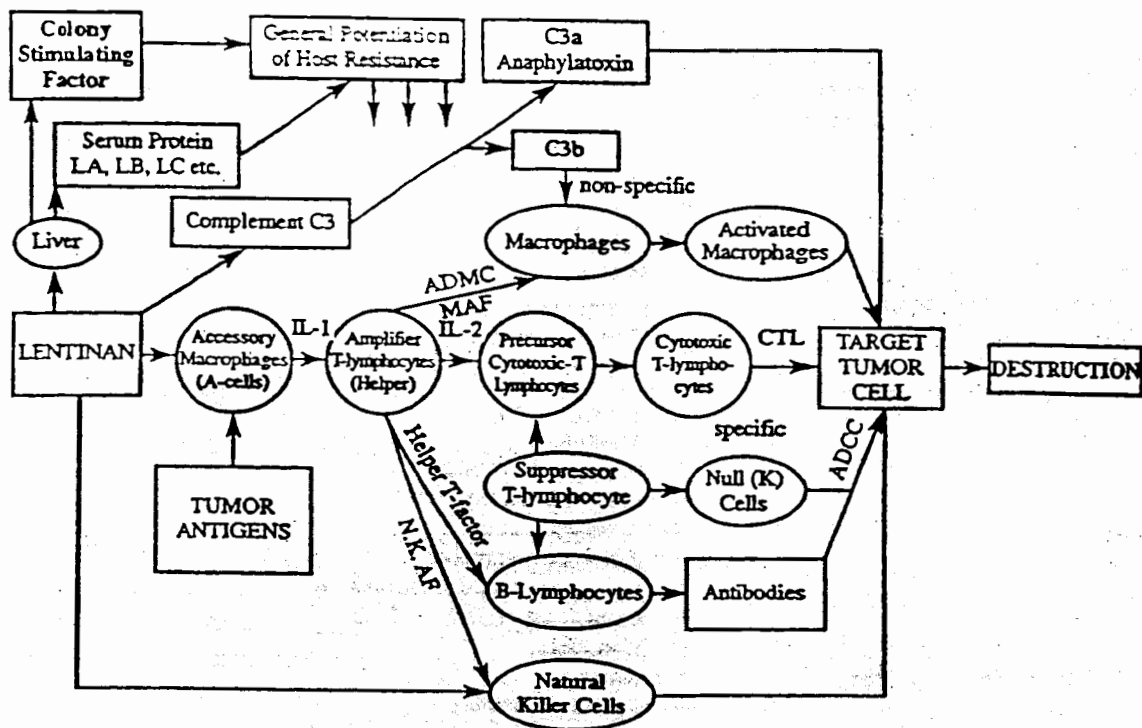 Colony
Stimulating
Factor
General Potentiation
of Host Resistance
C3a
Anaphylatoxin
Serum Protein
LA, LB, LC etc.
C3b
non-specific
Complement C3
Liver
Macrophages
Activated
Macrophages
ADMC
MAF
LENTINAN
Accessory
Macrophages
(A-cells)
IL-1
Amplifier
T-lymphocytes
(Helper)
IL-2
Precursor
Cytotoxic-T
Lymphocytes
Cytotoxic
T-lympho-
cytes
CTL
TARGET
TUMOR
CELL
DESTRUCTION
specific
ADCC
TUMOR
ANTIGENS
Helper T-factor
N.K. AF
Suppressor
T-lymphocyte
Null (K)
Cells
B-Lymphocytes
Antibodies
Natural
Killer Cells